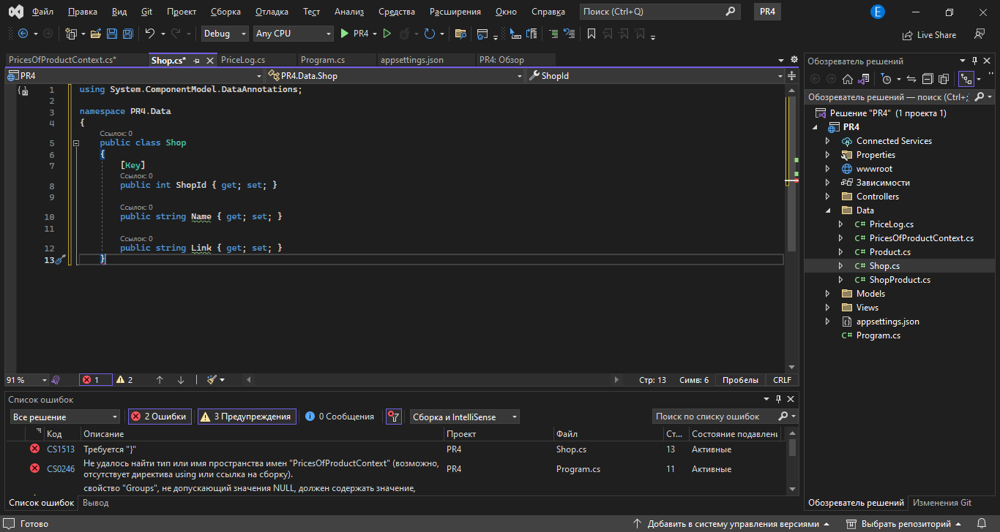 Файл Правка Вид Git Проект Сборка Отладка Тест Анализ Средства Расширения Окно Справка Поиск (Ctrl+Q) PR4 E
Debug Any CPU PR4 Live Share
PricesOfProductContext.cs* Shop.cs* PriceLog.cs Program.cs appsettings.json PR4: Обзор
PR4 PR4.Data.Shop ShopId
1 using System.ComponentModel.DataAnnotations;
2
3 namespace PR4.Data
4 {
Ссылок: 0
5 public class Shop
6 {
7 [Key]
Ссылок: 0
8 public int ShopId { get; set; }
9
Ссылок: 0
10 public string Name { get; set; }
11
Ссылок: 0
12 public string Link { get; set; }
13 }
91 % 1 2 Стр: 13 Симв: 6 Пробелы CRLF
Список ошибок
Все решение 2 Ошибки 3 Предупреждения 0 Сообщения Сборка и IntelliSense Поиск по списку ошибок
Код Описание Проект Файл Ст... Состояние подавлени
CS1513 Требуется "}" PR4 Shop.cs 13 Активные
CS0246 Не удалось найти тип или имя пространства имен "PricesOfProductContext" (возможно,
отсутствует директива using или ссылка на сборку). PR4 Program.cs 11 Активные
свойство "Groups", не допускающий значения NULL, должен содержать значение,
Список ошибок Вывод
Обозреватель решений
Обозреватель решений — поиск (Ctrl+;
Решение "PR4" (1 проекта 1)
PR4
Connected Services
Properties
wwwroot
Зависимости
Controllers
Data
C# PriceLog.cs
C# PricesOfProductContext.cs
C# Product.cs
C# Shop.cs
C# ShopProduct.cs
Models
Views
appsettings.json
C# Program.cs
Обозреватель решений Изменения Git
Готово Добавить в систему управления версиями Выбрать репозиторий